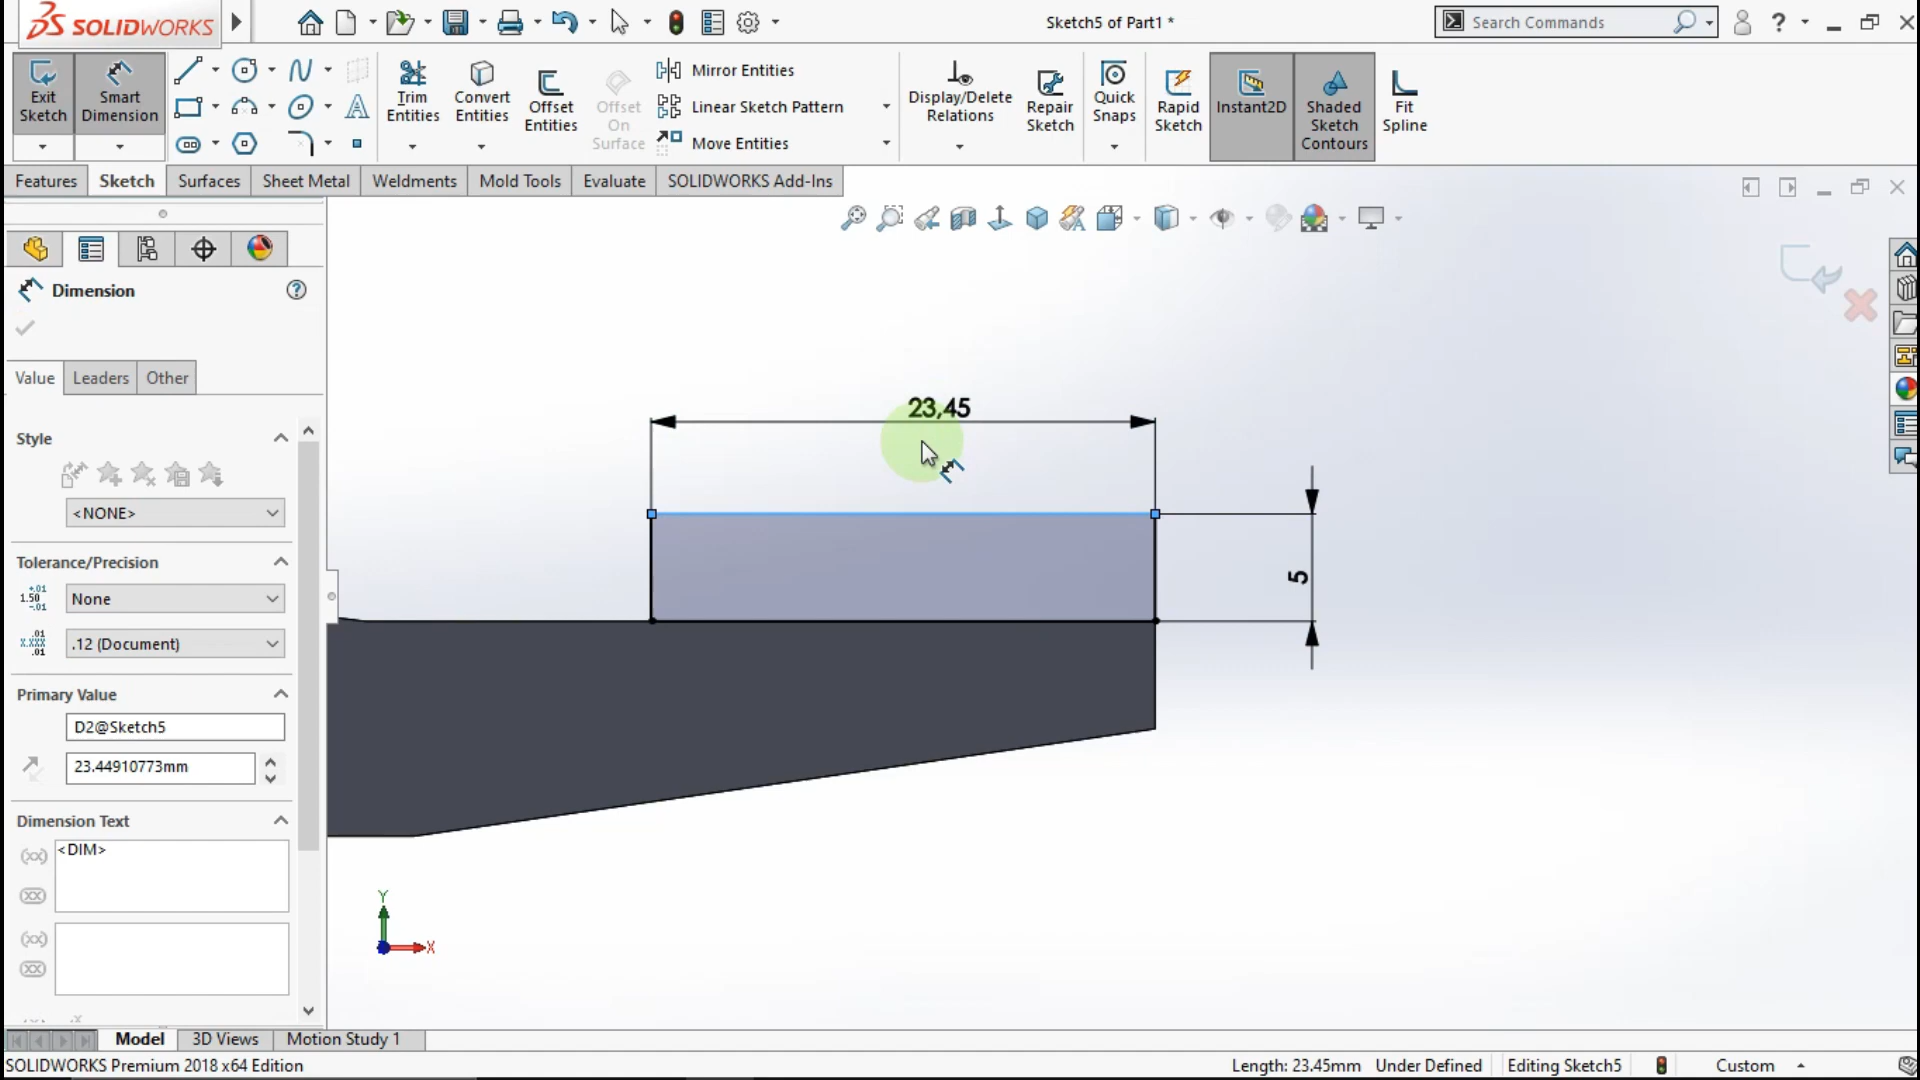 SOLIDWORKS
Sketch5 of Part1 *
Search Commands
?
Exit Sketch
Smart Dimension
Trim Entities
Convert Entities
Offset Entities
Offset On Surface
Mirror Entities
Linear Sketch Pattern
Move Entities
Display/Delete Relations
Repair Sketch
Quick Snaps
Rapid Sketch
Instant2D
Shaded Sketch Contours
Fit Spline
Features
Sketch
Surfaces
Sheet Metal
Weldments
Mold Tools
Evaluate
SOLIDWORKS Add-Ins
Dimension
?
Value
Leaders
Other
Style
<NONE>
Tolerance/Precision
None
.12 (Document)
Primary Value
D2@Sketch5
23.44910773mm
Dimension Text
<DIM>
23,45
5
Y
X
Model
3D Views
Motion Study 1
SOLIDWORKS Premium 2018 x64 Edition
Length: 23.45mm
Under Defined
Editing Sketch5
Custom